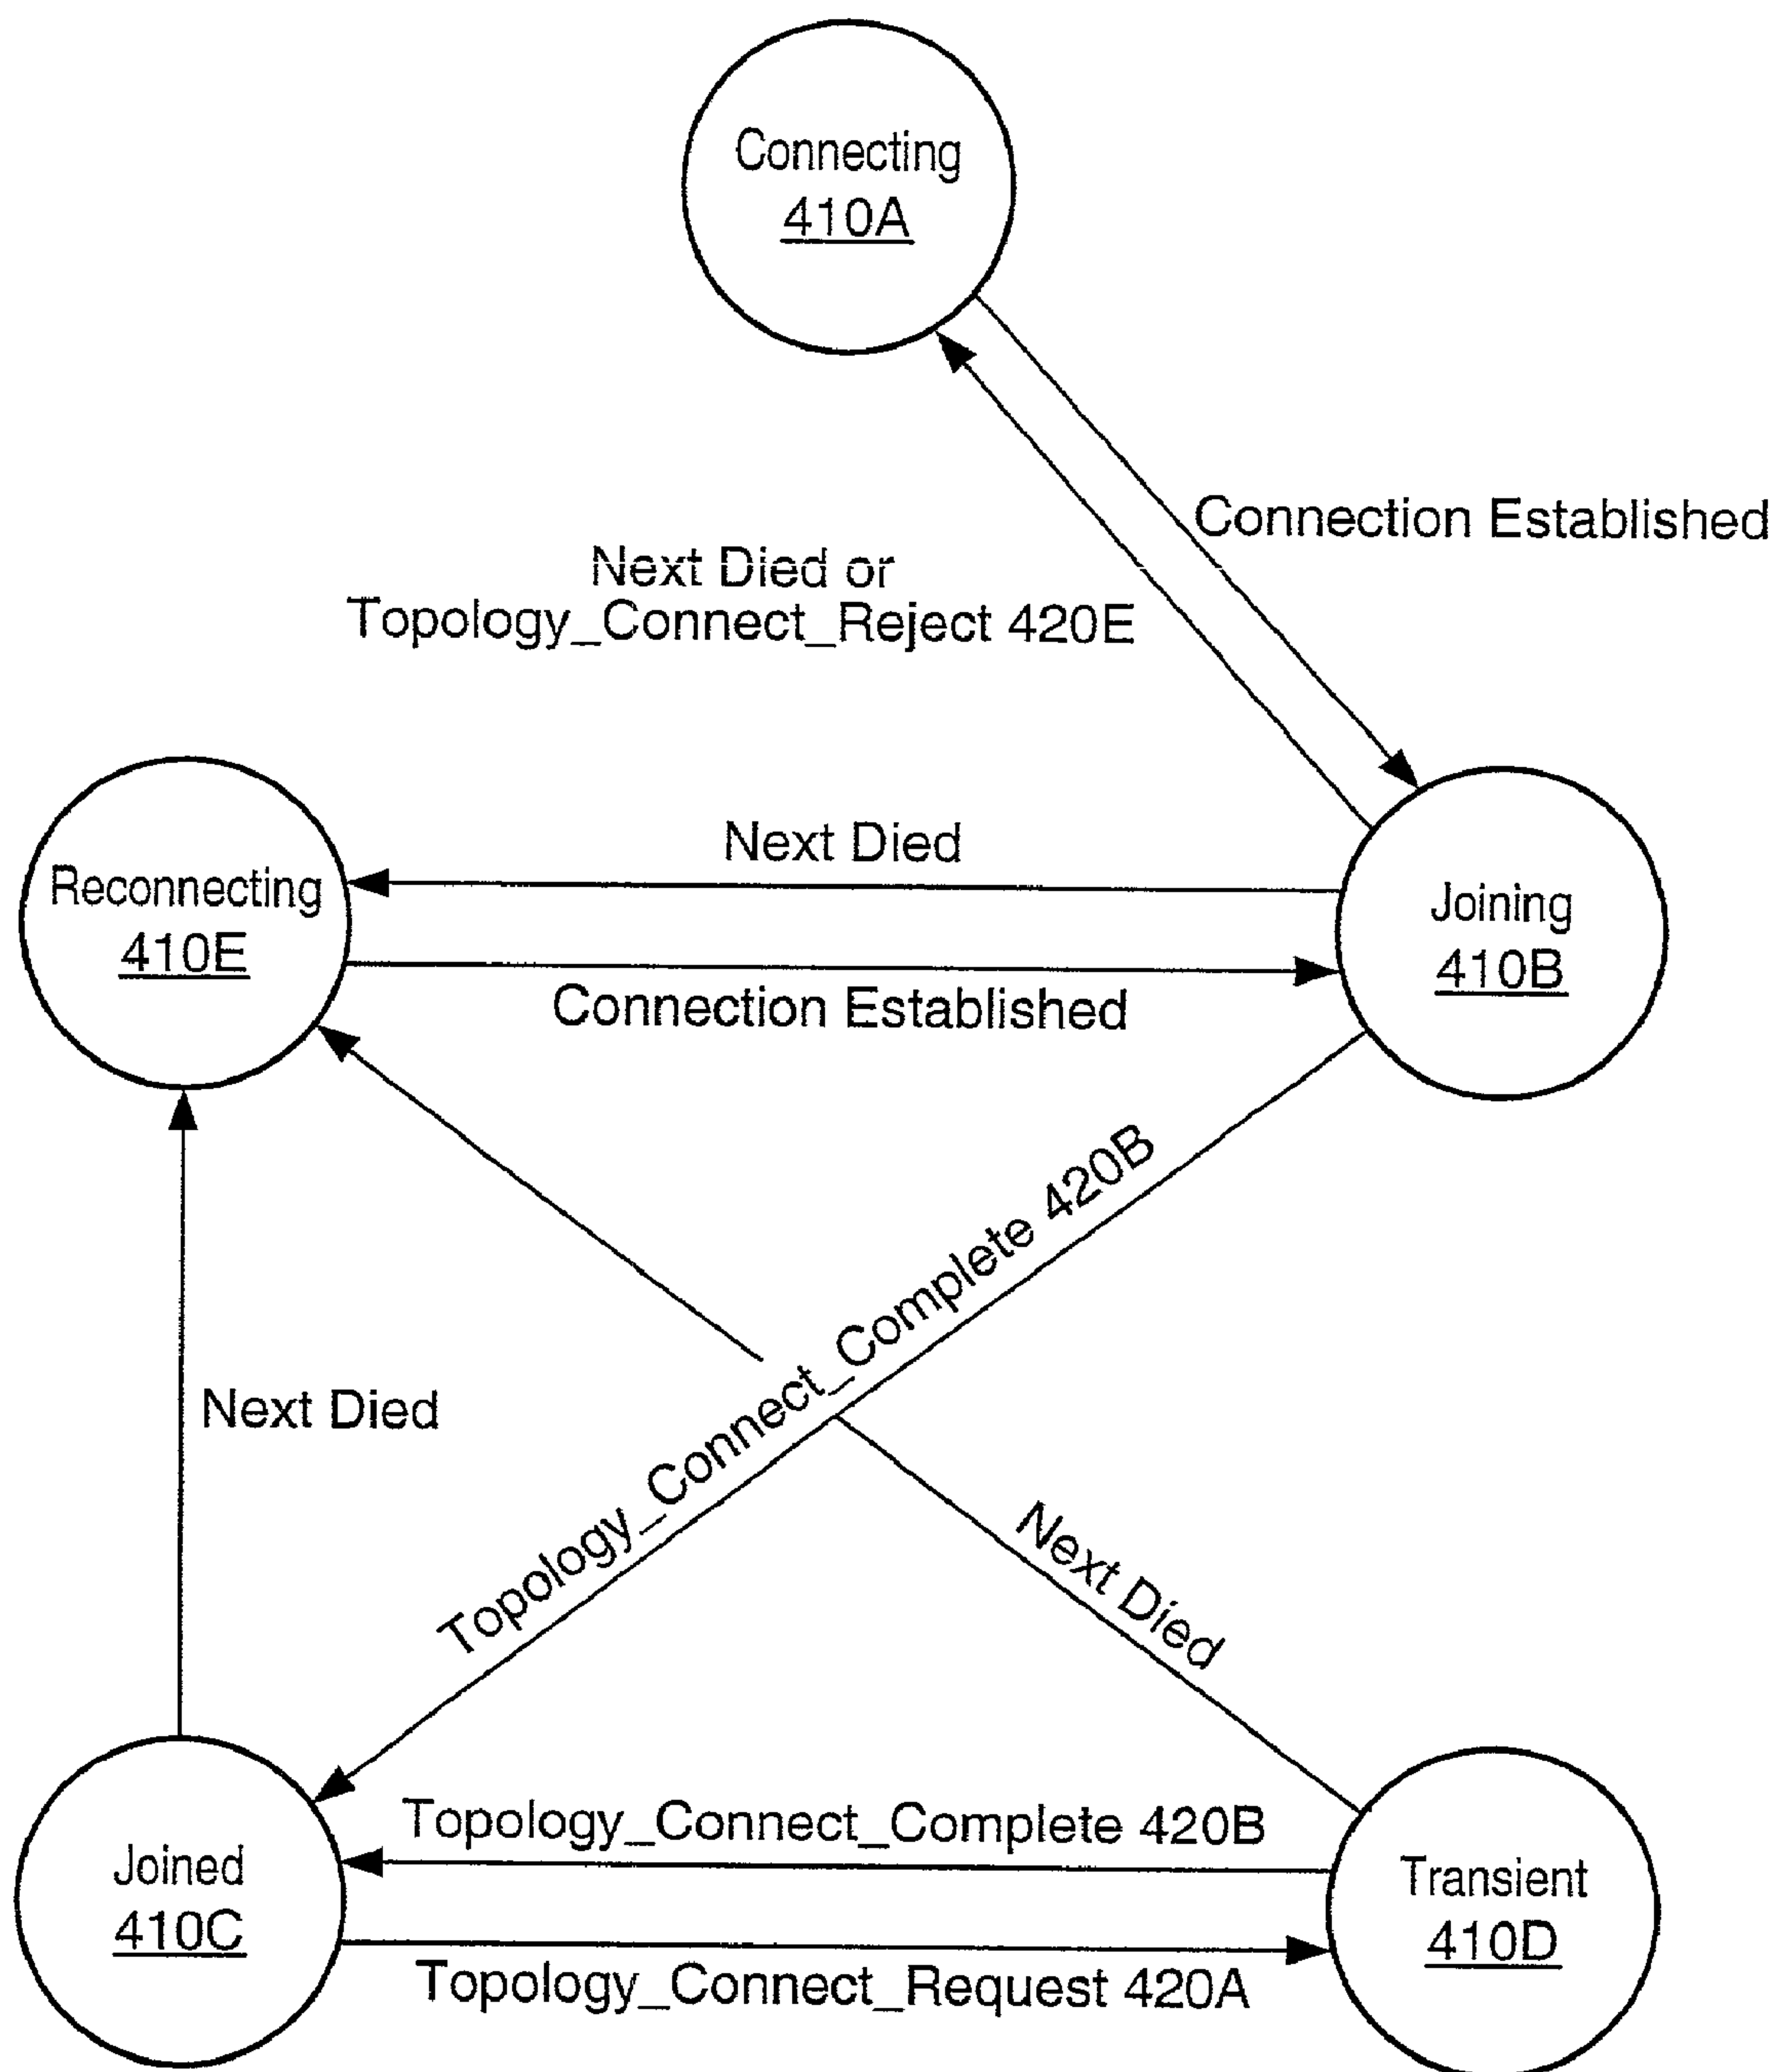 Connecting
410A
Connection Established
Next Died or
Topology_Connect_Reject 420E
Next Died
Reconnecting
410E
Joining
410B
Connection Established
Topology_Connect_Complete 420B
Next Died
Next Died
Topology_Connect_Complete 420B
Joined
410C
Transient
410D
Topology_Connect_Request 420A